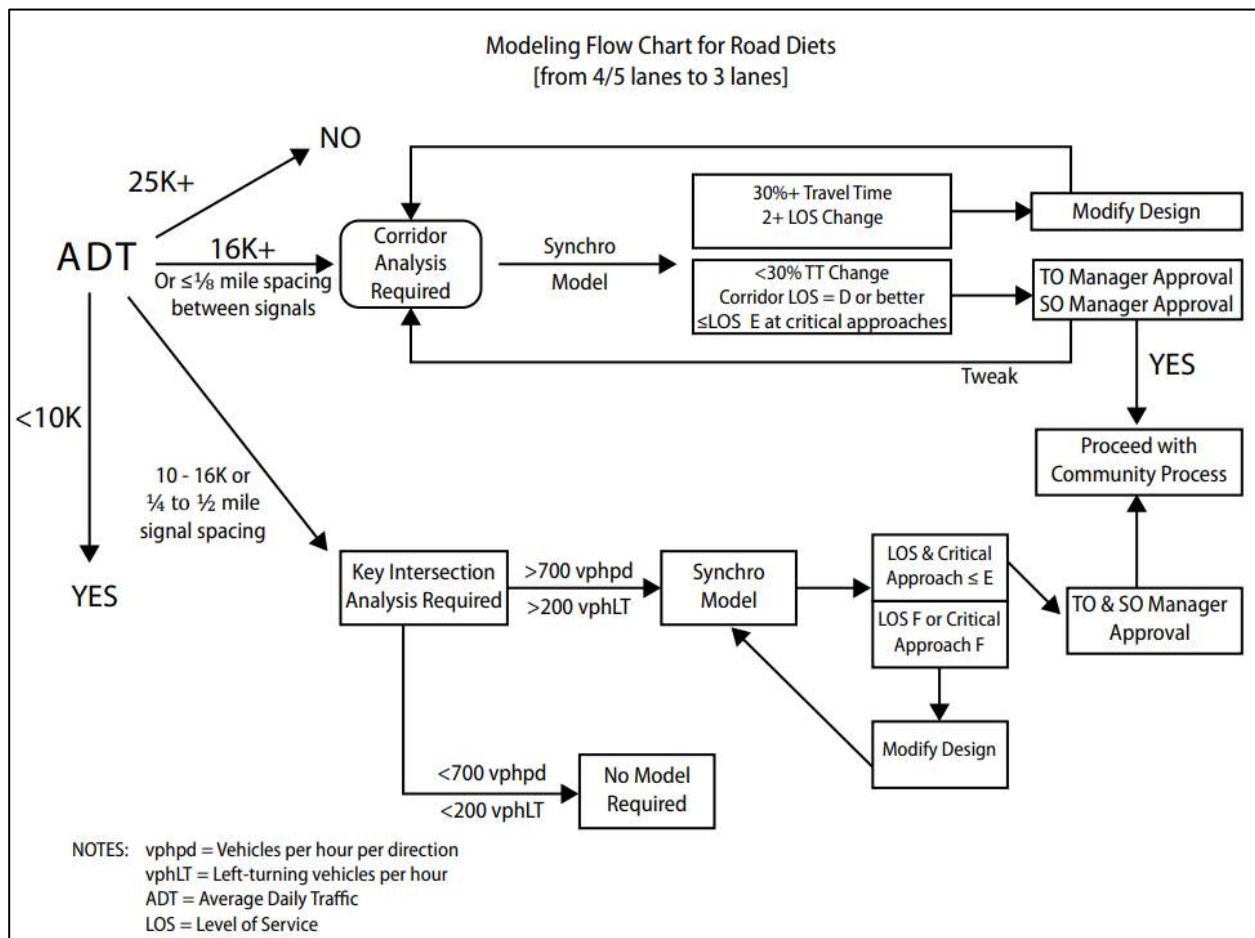 Modeling Flow Chart for Road Diets
[from 4/5 lanes to 3 lanes]
NO
25K+
ADT
16K+
Or ≤⅛ mile spacing
between signals
Corridor
Analysis
Required
Synchro
Model
30%+ Travel Time
2+ LOS Change
Modify Design
<30% TT Change
Corridor LOS = D or better
≤LOS E at critical approaches
TO Manager Approval
SO Manager Approval
Tweak
YES
<10K
Proceed with
Community Process
10 - 16K or
¼ to ½ mile
signal spacing
YES
Key Intersection
Analysis Required
>700 vphpd
>200 vphLT
Synchro
Model
LOS & Critical
Approach ≤ E
LOS F or Critical
Approach F
TO & SO Manager
Approval
Modify Design
<700 vphpd
<200 vphLT
No Model
Required
NOTES: vphpd = Vehicles per hour per direction
vphLT = Left-turning vehicles per hour
ADT = Average Daily Traffic
LOS = Level of Service